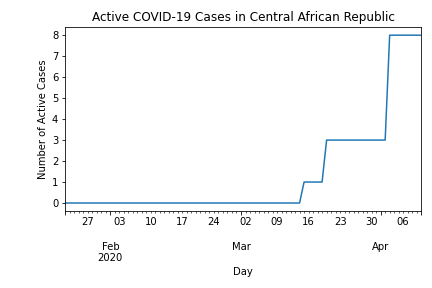 Active COVID-19 Cases in Central African Republic
Number of Active Cases
8
7
6
5
4
3
2
1
0
27 03 10 17 24 02 09 16 23 30 06
Feb Mar Apr
2020
Day